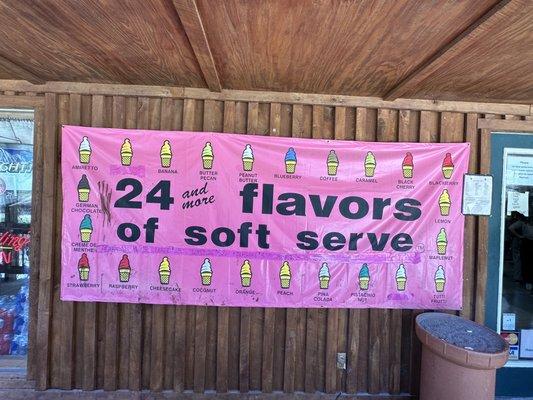 AMARETTO
BANANA
BUTTER
PECAN
PEANUT
BUTTER
BLUEBERRY
COFFEE
CARAMEL
BLACK
CHERRY
BLACKBERRY
GERMAN
CHOCOLATE
24 and more flavors
LEMON
CREME DE
MENTHE
of soft serve
MAPLENUT
STRAWBERRY
RASPBERRY
CHEESECAKE
COCONUT
ORANGE
PEACH
PINA
COLADA
PISTACHIO
NUT
TUTTI
FRUTTI